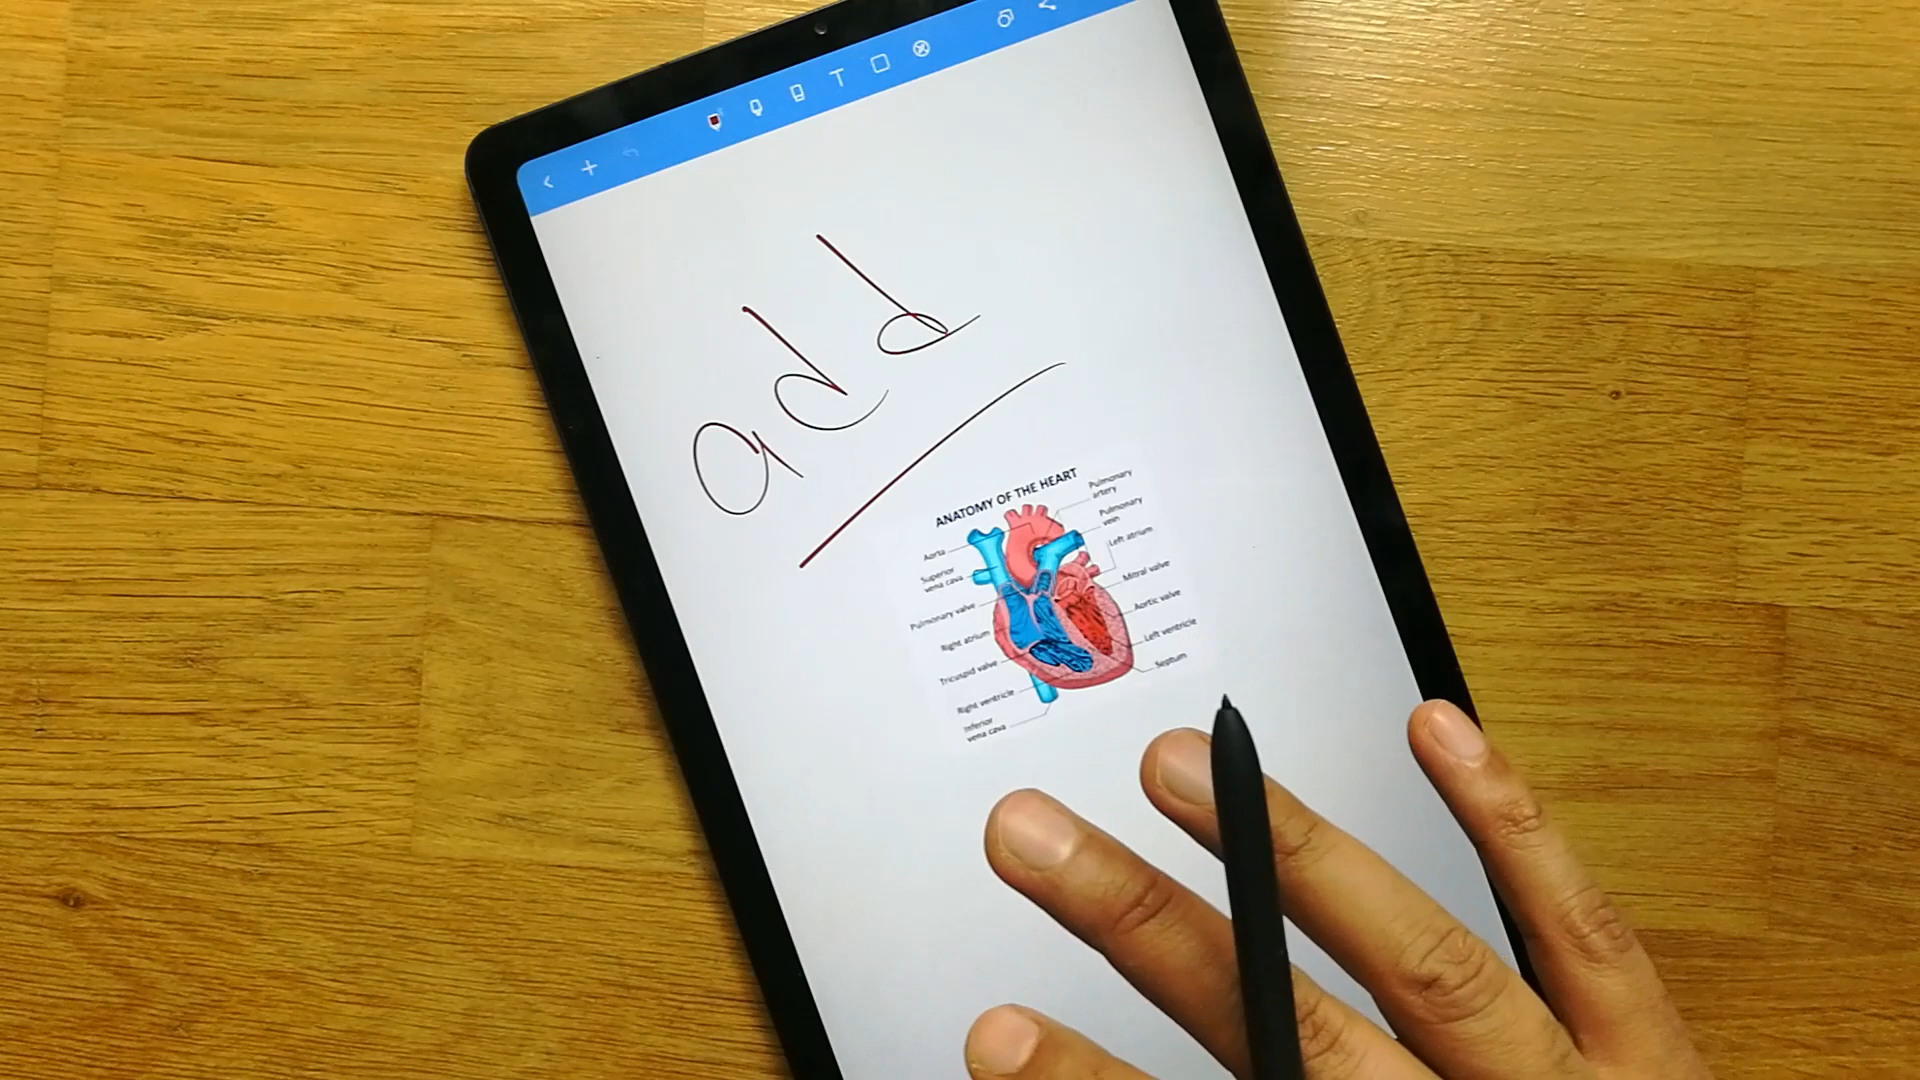 add
ANATOMY OF THE HEART
Pulmonary
artery
Pulmonary
vein
Left atrium
Mitral valve
Aortic valve
Left ventricle
Septum
Aorta
Superior
vena cava
Pulmonary valve
Right atrium
Tricuspid valve
Right ventricle
Inferior
vena cava